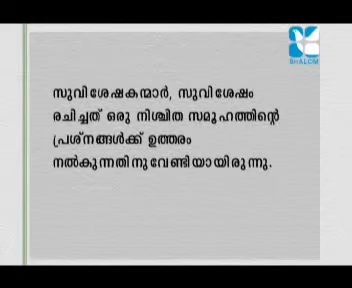 SHALOM
സുവിശേഷകന്മാർ, സുവിശേഷം
രചിച്ചത് ഒരു നിശ്ചിത സമൂഹത്തിന്റെ
പ്രശ്നങ്ങൾക്ക് ഉത്തരം
നൽകുന്നതിനുവേണ്ടിയായിരുന്നു.